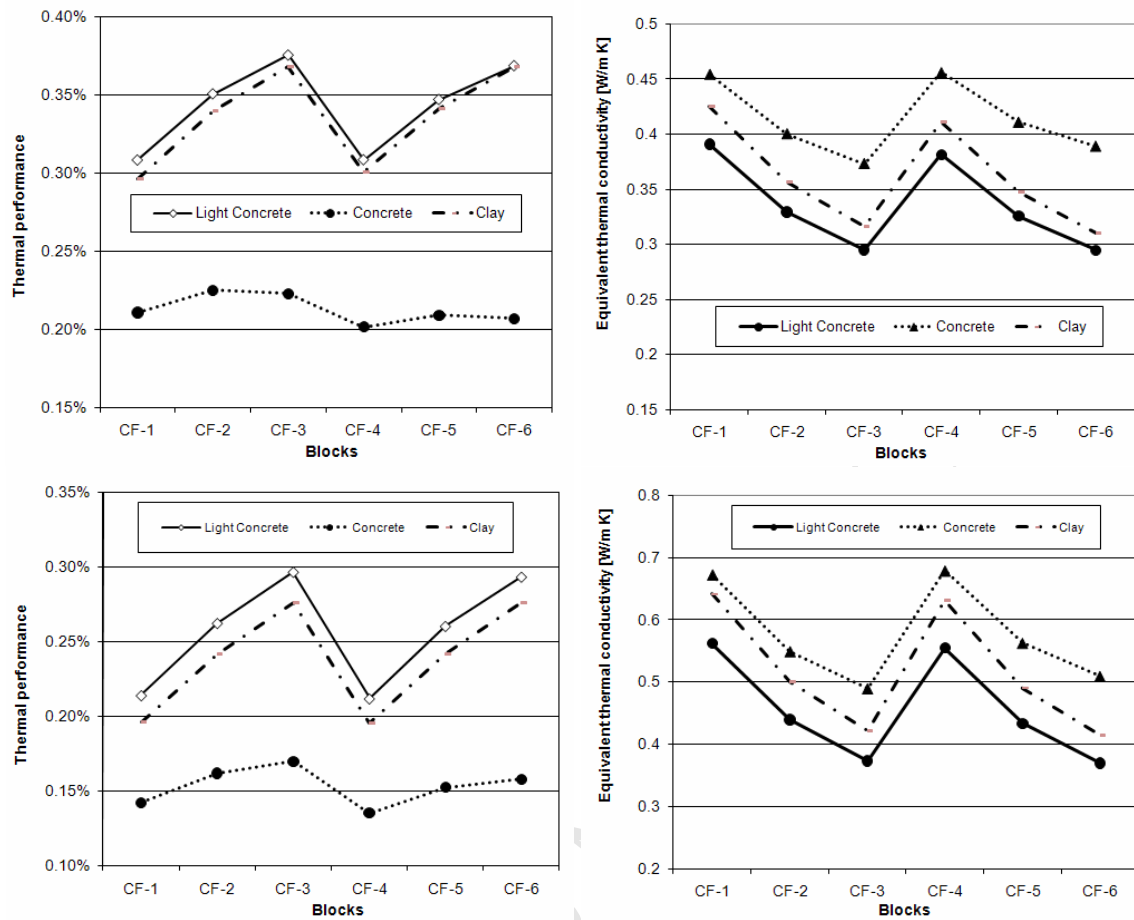 0.40%
0.35%
0.30%
0.25%
0.20%
0.15%
Thermal performance
Light Concrete Concrete Clay
CF-1 CF-2 CF-3 CF-4 CF-5 CF-6
Blocks
0.5
0.45
0.4
0.35
0.3
0.25
0.2
0.15
Equivalent thermal conductivity [W/m K]
Light Concrete Concrete Clay
CF-1 CF-2 CF-3 CF-4 CF-5 CF-6
Blocks
0.35%
0.30%
0.25%
0.20%
0.15%
0.10%
Thermal performance
Light Concrete Concrete Clay
CF-1 CF-2 CF-3 CF-4 CF-5 CF-6
Blocks
0.8
0.7
0.6
0.5
0.4
0.3
0.2
Equivalent thermal conductivity [W/m K]
Light Concrete Concrete Clay
CF-1 CF-2 CF-3 CF-4 CF-5 CF-6
Blocks